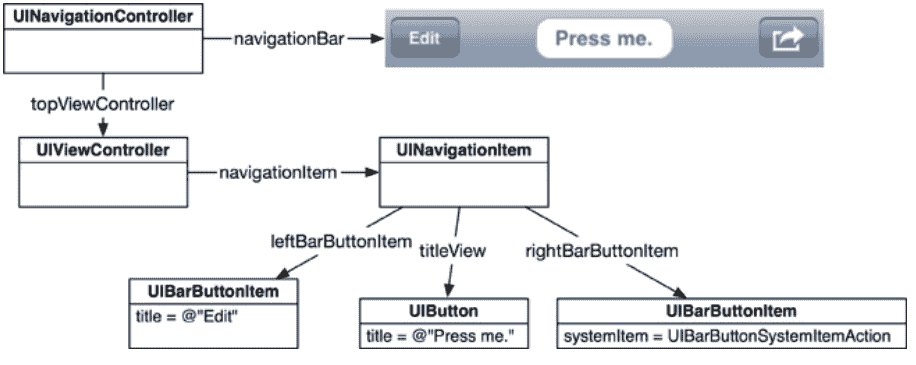 UINavigationController
navigationBar
Edit
Press me.
topViewController
UIViewController
navigationItem
UINavigationItem
leftBarButtonItem
titleView
rightBarButtonItem
UIBarButtonItem
title = @"Edit"
UIButton
title = @"Press me."
UIBarButtonItem
systemItem = UIBarButtonSystemItemAction